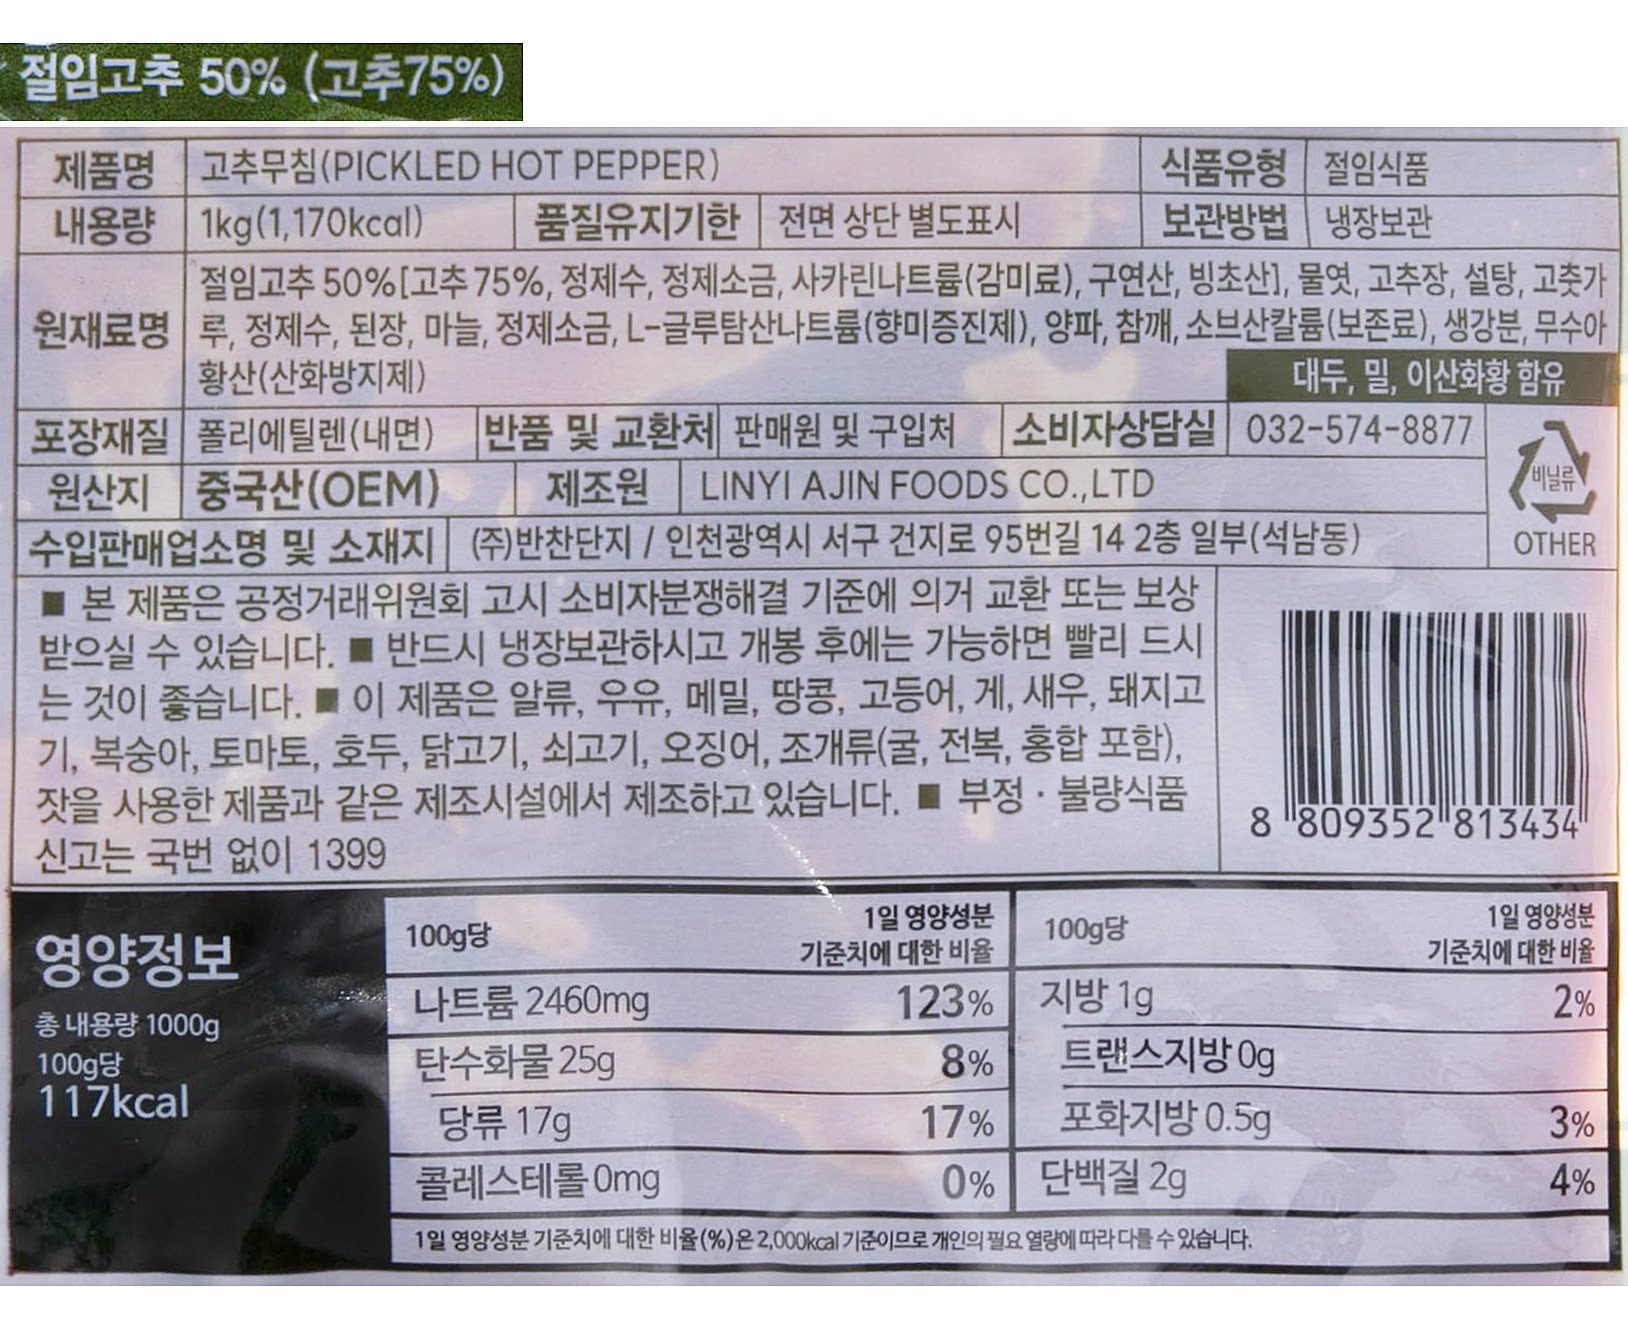 절임고추 50% (고추75%)
제품명 고추무침(PICKLED HOT PEPPER) 식품유형 절임식품
내용량 1kg(1,170kcal) 품질유지기한 전면 상단 별도표시 보관방법 냉장보관
원재료명 절임고추 50%[고추 75%, 정제수, 정제소금, 사카린나트륨(감미료), 구연산, 빙초산], 물엿, 고추장, 설탕, 고춧가
루, 정제수, 된장, 마늘, 정제소금, L-글루탐산나트륨(향미증진제), 양파, 참깨, 소브산칼륨(보존료), 생강분, 무수아
황산(산화방지제)
대두, 밀, 이산화황 함유
포장재질 폴리에틸렌(내면) 반품 및 교환처 판매원 및 구입처 소비자상담실 032-574-8877
원산지 중국산(OEM) 제조원 LINYI AJIN FOODS CO.,LTD
비닐류
OTHER
수입판매업소명 및 소재지 (주)반찬단지 / 인천광역시 서구 건지로 95번길 14 2층 일부(석남동)
■ 본 제품은 공정거래위원회 고시 소비자분쟁해결 기준에 의거 교환 또는 보상
받으실 수 있습니다. ■ 반드시 냉장보관하시고 개봉 후에는 가능하면 빨리 드시
는 것이 좋습니다. ■ 이 제품은 알류, 우유, 메밀, 땅콩, 고등어, 게, 새우, 돼지고
기, 복숭아, 토마토, 호두, 닭고기, 쇠고기, 오징어, 조개류(굴, 전복, 홍합 포함),
잣을 사용한 제품과 같은 제조시설에서 제조하고 있습니다. ■ 부정 · 불량식품
신고는 국번 없이 1399
8 809352 813434
영양정보
총 내용량 1000g
100g당
117kcal
100g당 1일 영양성분
기준치에 대한 비율
나트륨 2460mg 123%
탄수화물 25g 8%
당류 17g 17%
콜레스테롤 0mg 0%
100g당 1일 영양성분
기준치에 대한 비율
지방 1g 2%
트랜스지방 0g
포화지방 0.5g 3%
단백질 2g 4%
1일 영양성분 기준치에 대한 비율(%)은 2,000kcal 기준이므로 개인의 필요 열량에 따라 다를 수 있습니다.